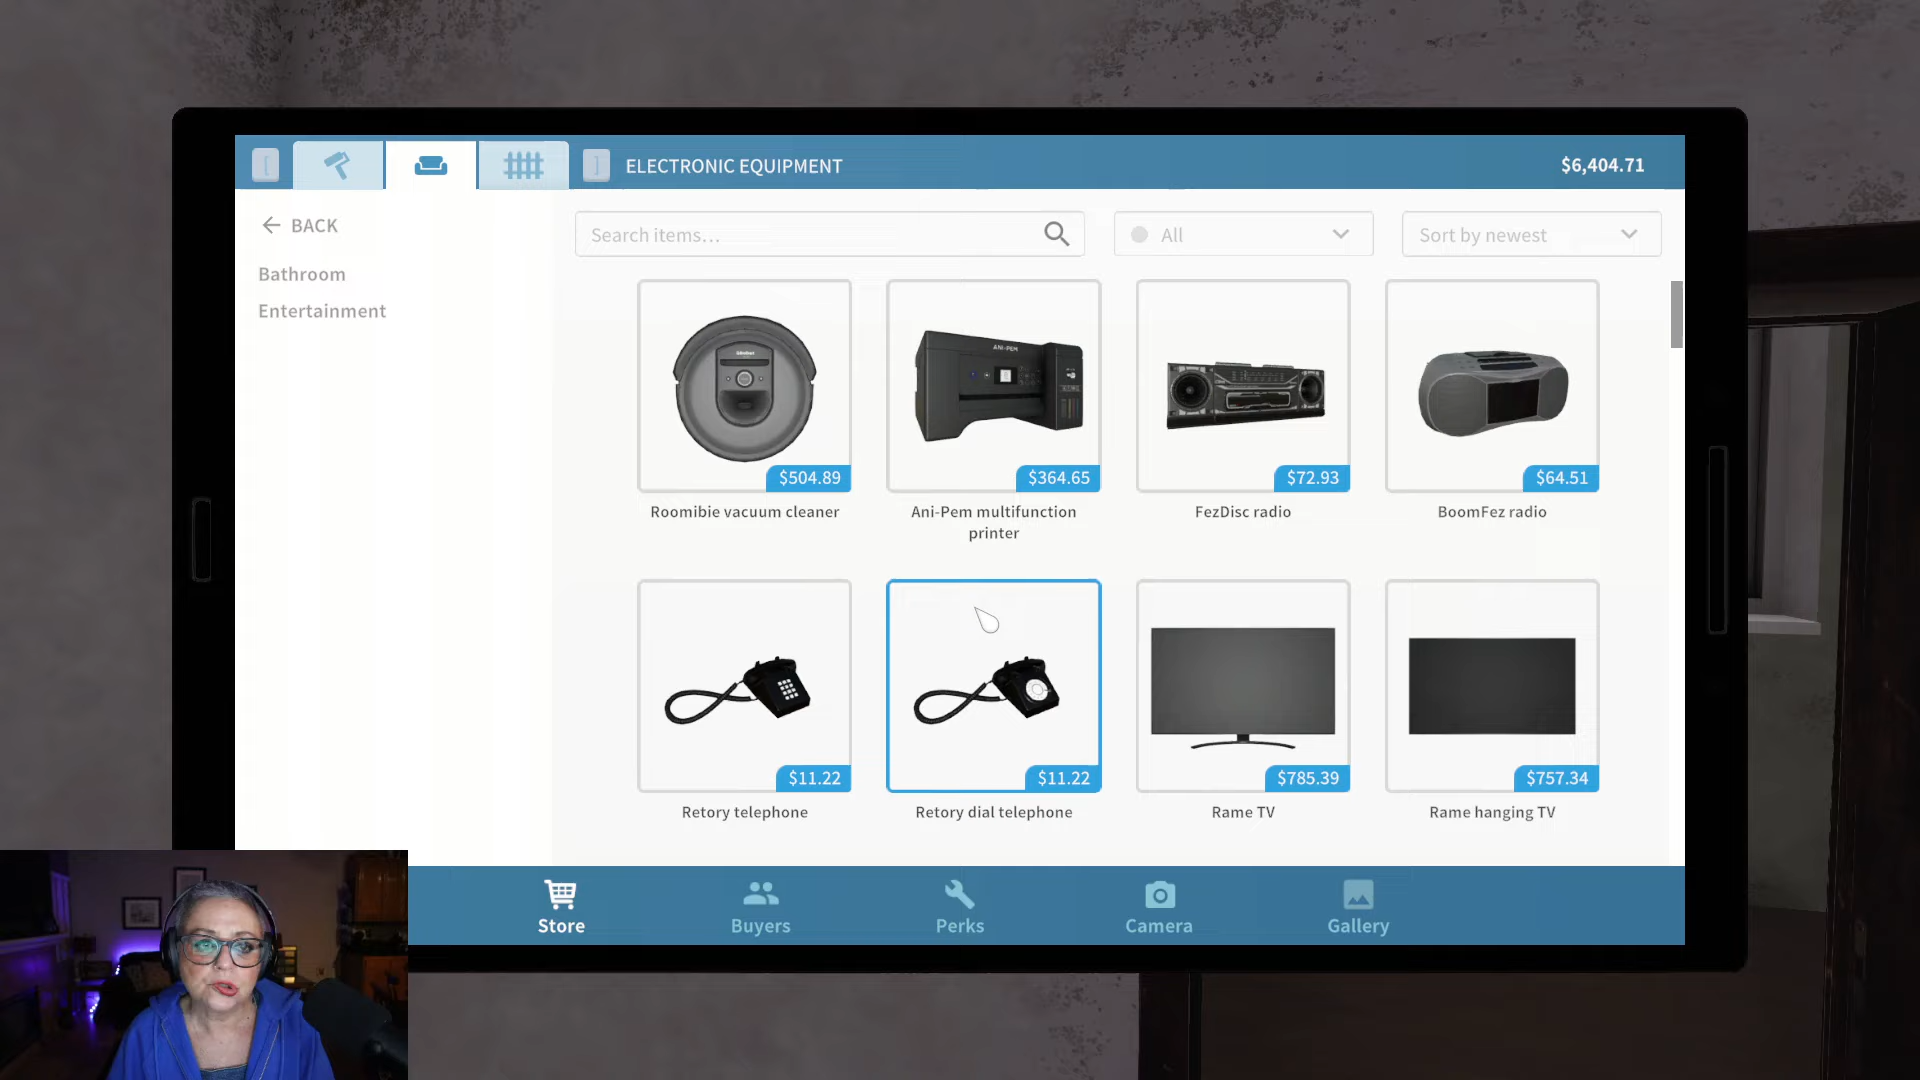 [
]
ELECTRONIC EQUIPMENT
$6,404.71
BACK
Bathroom
Entertainment
Search items...
All
Sort by newest
ANI-PEM
$504.89
$364.65
$72.93
$64.51
Roomibie vacuum cleaner
Ani-Pem multifunction
printer
FezDisc radio
BoomFez radio
$11.22
$11.22
$785.39
$757.34
Retory telephone
Retory dial telephone
Rame TV
Rame hanging TV
Store
Buyers
Perks
Camera
Gallery